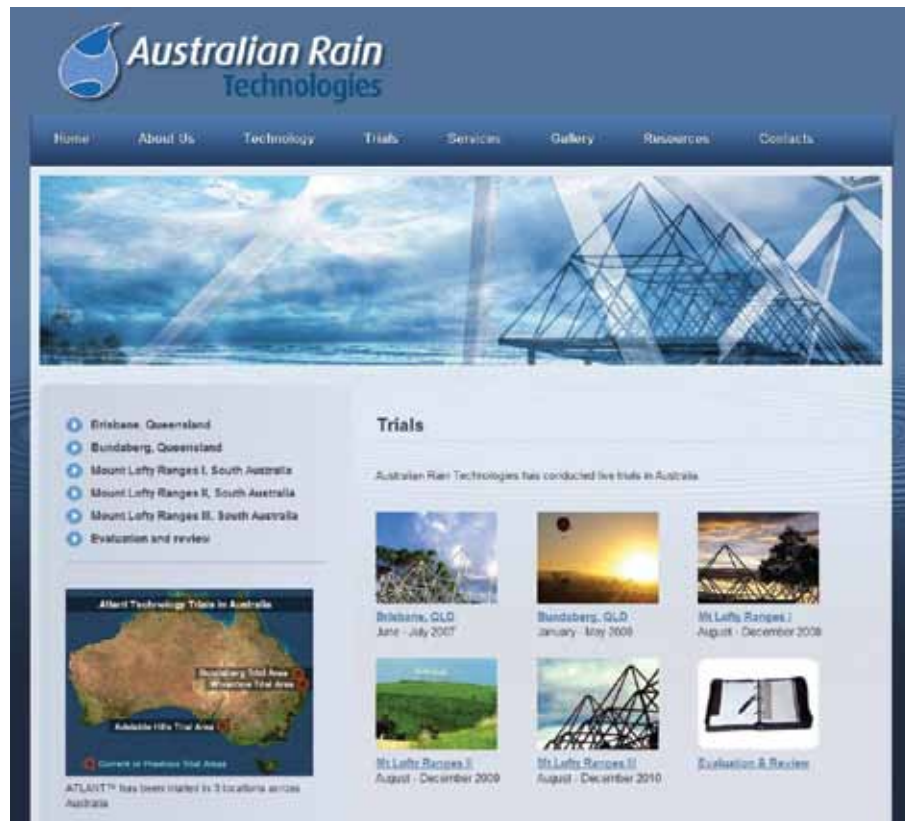 Australian Rain
Technologies
Home About Us Technology Trials Services Gallery Resources Contacts
Brisbane, Queensland
Bundaberg, Queensland
Mount Lofty Ranges I, South Australia
Mount Lofty Ranges II, South Australia
Mount Lofty Ranges III, South Australia
Evaluation and review
Atlant Technology Trials in Australia
Bundaberg Trial Area
Trial Area
Adelaide Hills Trial Area
Current or Previous Trial Areas
ATLANT™ has been trialled in 3 locations across
Australia
Trials
Australian Rain Technologies has conducted five trials in Australia
Brisbane, QLD
June - July 2007
Bundaberg, QLD
January - May 2008
Mt Lofty Ranges I
August - December 2008
Mt Lofty Ranges II
August - December 2009
Mt Lofty Ranges III
August - December 2010
Evaluation & Review